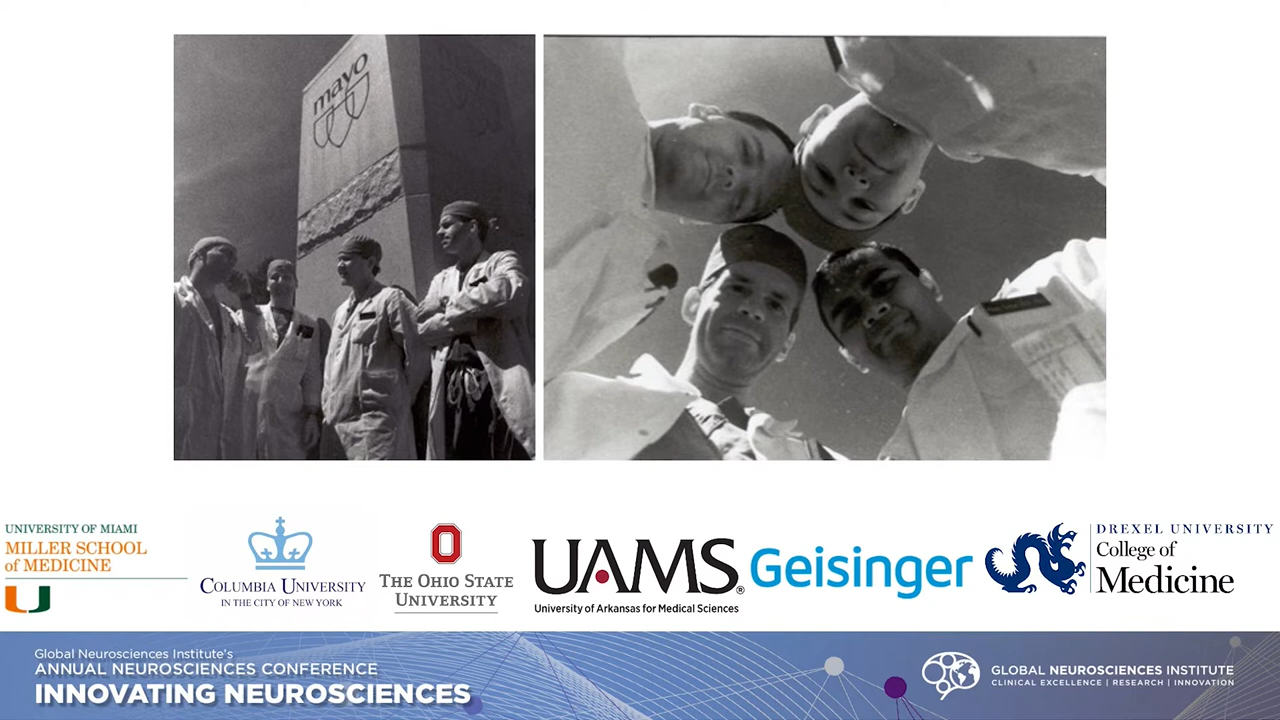 mayo
UNIVERSITY OF MIAMI
MILLER SCHOOL
of MEDICINE
U
COLUMBIA UNIVERSITY
IN THE CITY OF NEW YORK
THE OHIO STATE
UNIVERSITY
UAMS®
University of Arkansas for Medical Sciences
Geisinger
DREXEL UNIVERSITY
College of
Medicine
Global Neurosciences Institute's
ANNUAL NEUROSCIENCES CONFERENCE
INNOVATING NEUROSCIENCES
GLOBAL NEUROSCIENCES INSTITUTE
CLINICAL EXCELLENCE | RESEARCH | INNOVATION